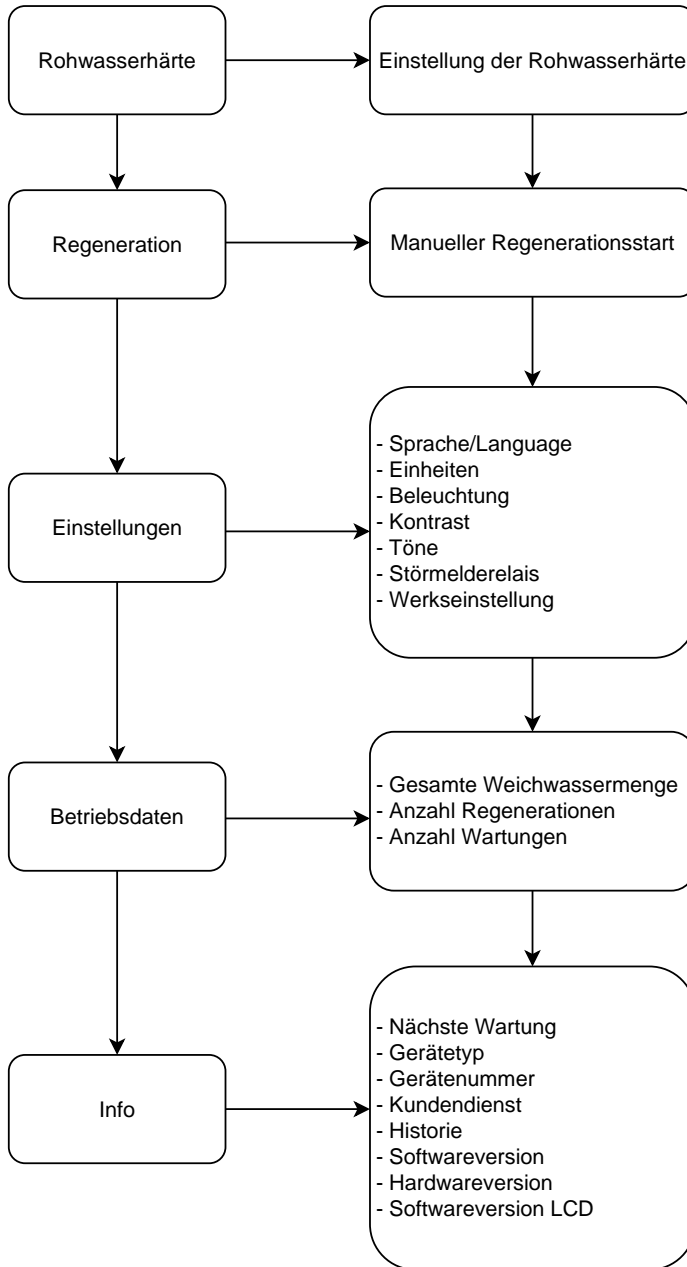 Rohwasserhärte
Einstellung der Rohwasserhärte
Regeneration
Manueller Regenerationsstart
Einstellungen
- Sprache/Language
- Einheiten
- Beleuchtung
- Kontrast
- Töne
- Störmelderelais
- Werkseinstellung
Betriebsdaten
- Gesamte Weichwassermenge
- Anzahl Regenerationen
- Anzahl Wartungen
Info
- Nächste Wartung
- Gerätetyp
- Gerätenummer
- Kundendienst
- Historie
- Softwareversion
- Hardwareversion
- Softwareversion LCD